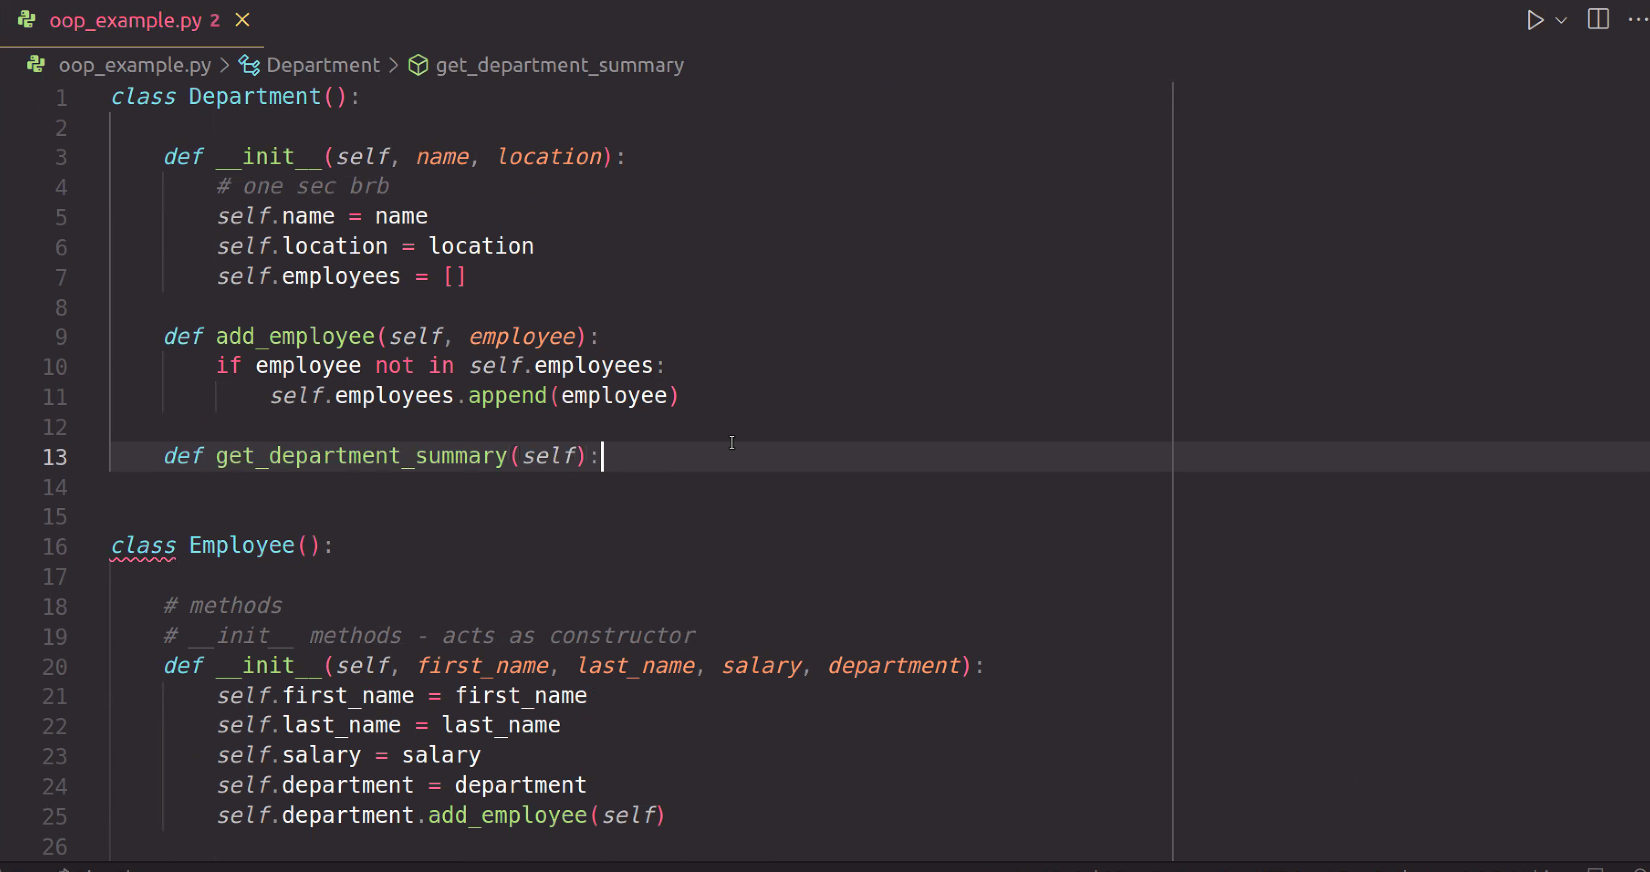 oop_example.py 2
oop_example.py > Department > get_department_summary
1 class Department():
2
3 def __init__(self, name, location):
4 # one sec brb
5 self.name = name
6 self.location = location
7 self.employees = []
8
9 def add_employee(self, employee):
10 if employee not in self.employees:
11 self.employees.append(employee)
12
13 def get_department_summary(self):
14
15
16 class Employee():
17
18 # methods
19 # __init__ methods - acts as constructor
20 def __init__(self, first_name, last_name, salary, department):
21 self.first_name = first_name
22 self.last_name = last_name
23 self.salary = salary
24 self.department = department
25 self.department.add_employee(self)
26